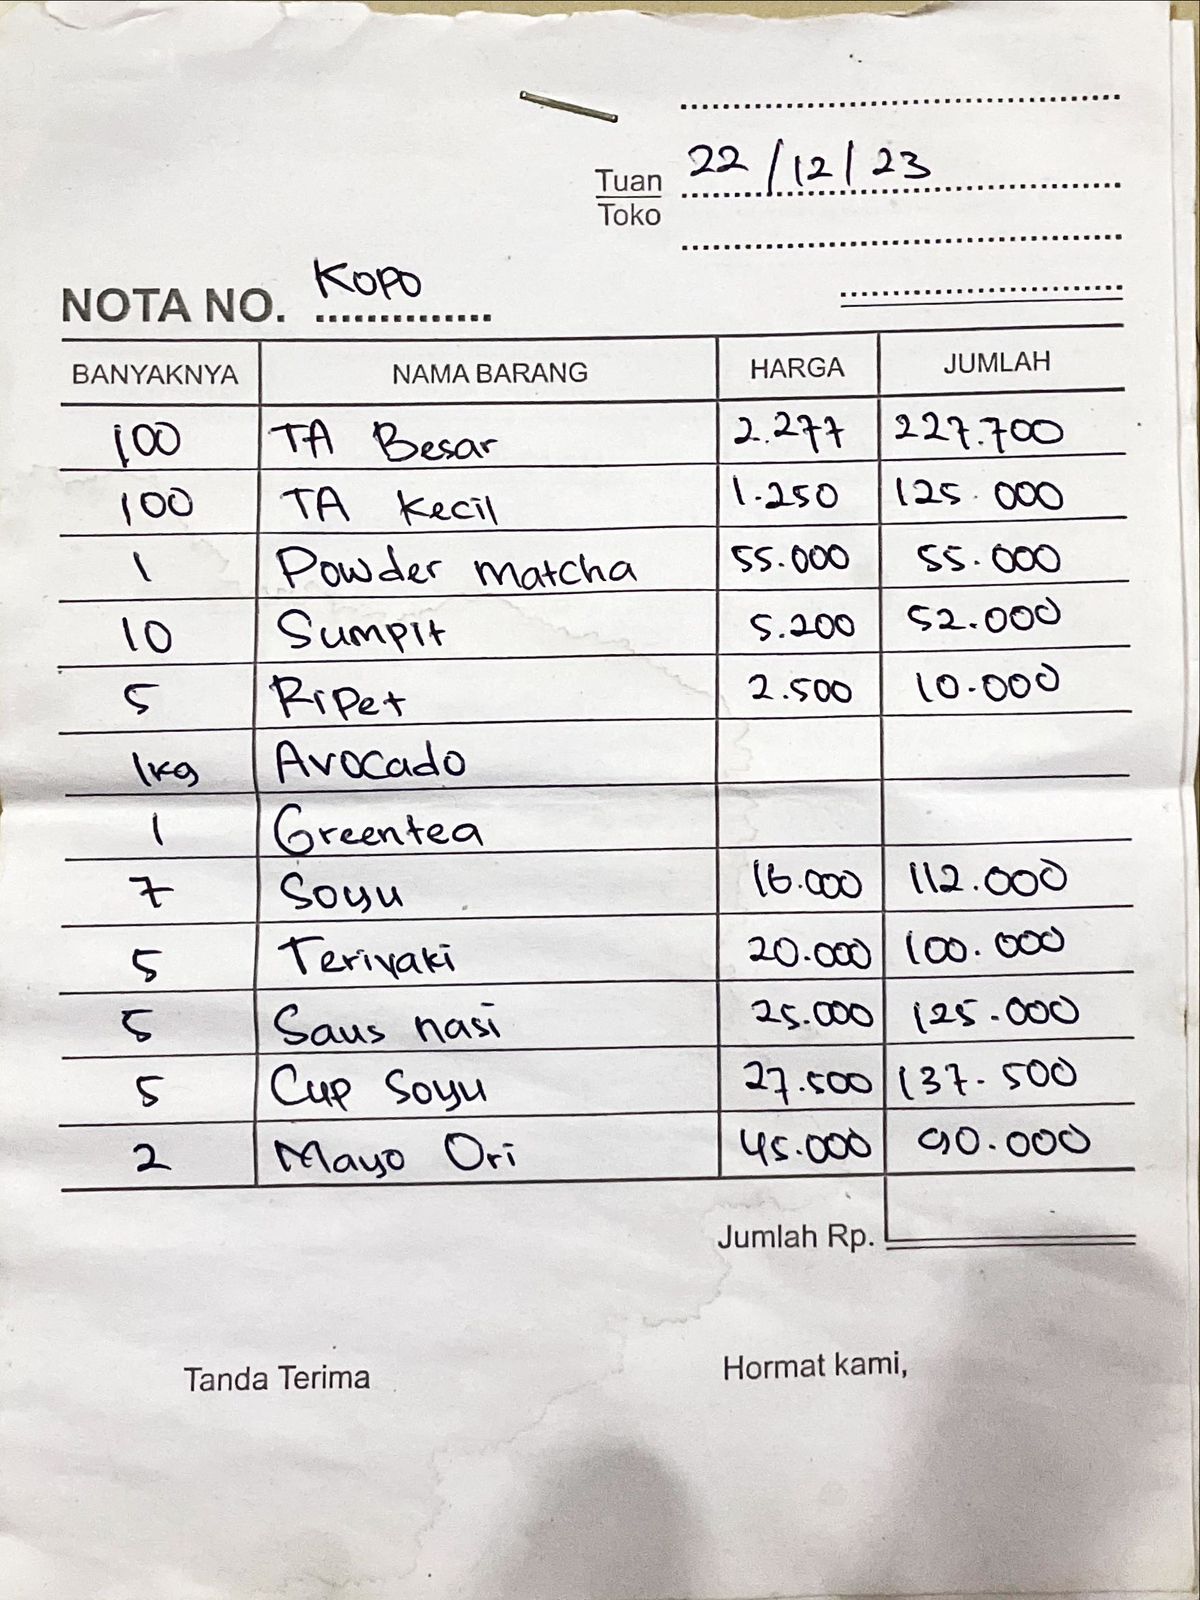 22/12/23
Tuan
Toko
Kopo
NOTA NO.
BANYAKNYA NAMA BARANG HARGA JUMLAH
100 TA Besar 2.277 227.700
100 TA Kecil 1.250 125.000
1 Powder matcha 55.000 55.000
10 Sumpit 5.200 52.000
5 Ripet 2.500 10.000
1kg Avocado
1 Greentea
7 Soyu 16.000 112.000
5 Teriyaki 20.000 100.000
5 Saus nasi 25.000 125.000
5 Cup Soyu 27.500 137.500
2 Mayo Ori 45.000 90.000
Jumlah Rp.
Tanda Terima Hormat kami,